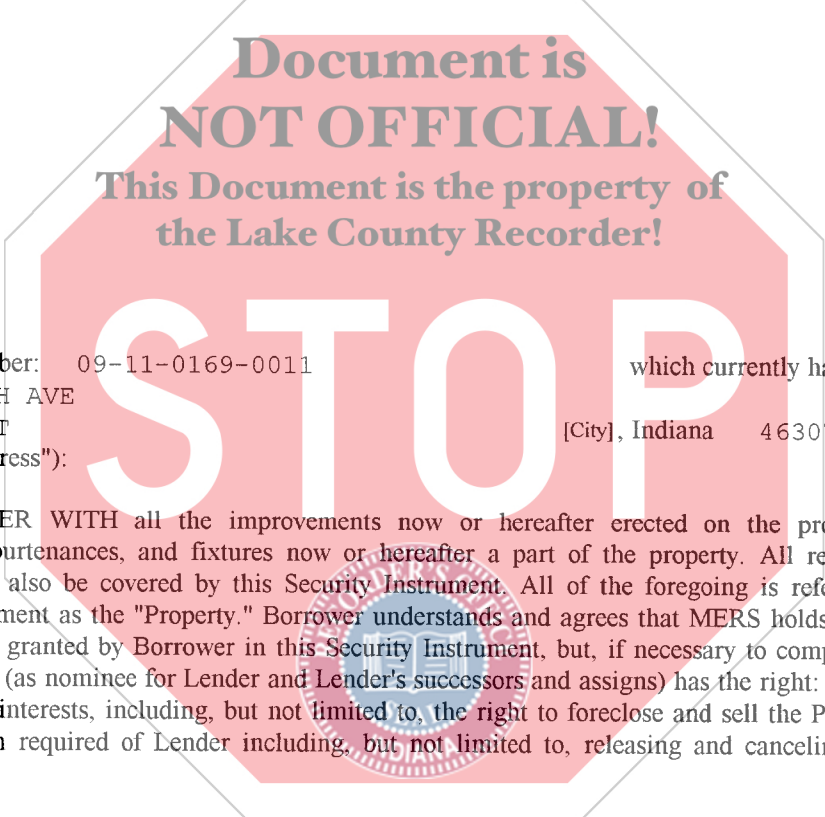 Document is
NOT OFFICIAL!
This Document is the property of
the Lake County Recorder!
STOP
ber: 09-11-0169-0011 which currently ha
H AVE
T [City], Indiana 4630
ress"):
ER WITH all the improvements now or hereafter erected on the pro
ourtenances, and fixtures now or hereafter a part of the property. All re
also be covered by this Security Instrument. All of the foregoing is refe
ment as the "Property." Borrower understands and agrees that MERS holds
granted by Borrower in this Security Instrument, but, if necessary to comp
(as nominee for Lender and Lender's successors and assigns) has the right:
interests, including, but not limited to, the right to foreclose and sell the P
required of Lender including, but not limited to, releasing and cancelin
INDIANA